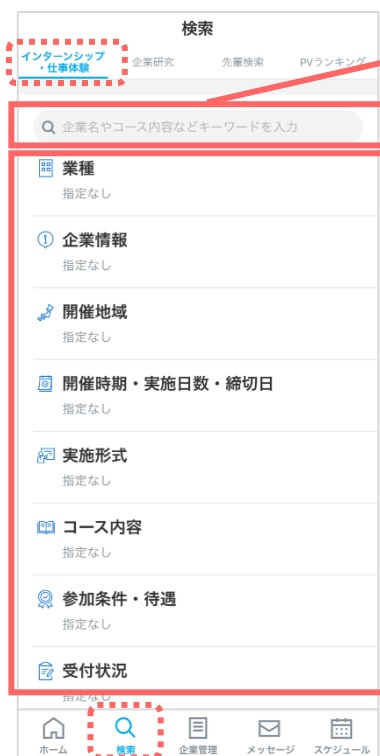 検索
インターンシップ
・仕事体験
企業研究
先輩検索
PVランキング
企業名やコース内容などキーワードを入力
業種
指定なし
企業情報
指定なし
開催地域
指定なし
開催時期・実施日数・締切日
指定なし
実施形式
指定なし
コース内容
指定なし
参加条件・待遇
指定なし
受付状況
指定なし
ホーム
検索
企業管理
メッセージ
スケジュール